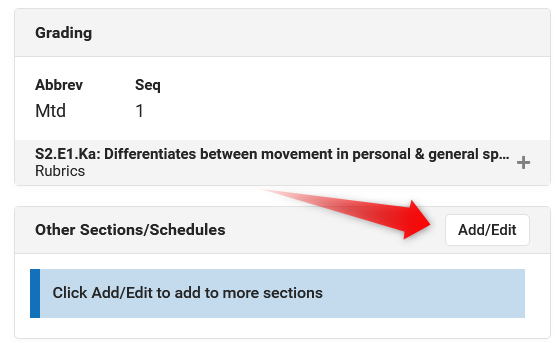 Grading
Abbrev Seq
Mtd 1
S2.E1.Ka: Differentiates between movement in personal & general sp...
Rubrics
Other Sections/Schedules Add/Edit
Click Add/Edit to add to more sections